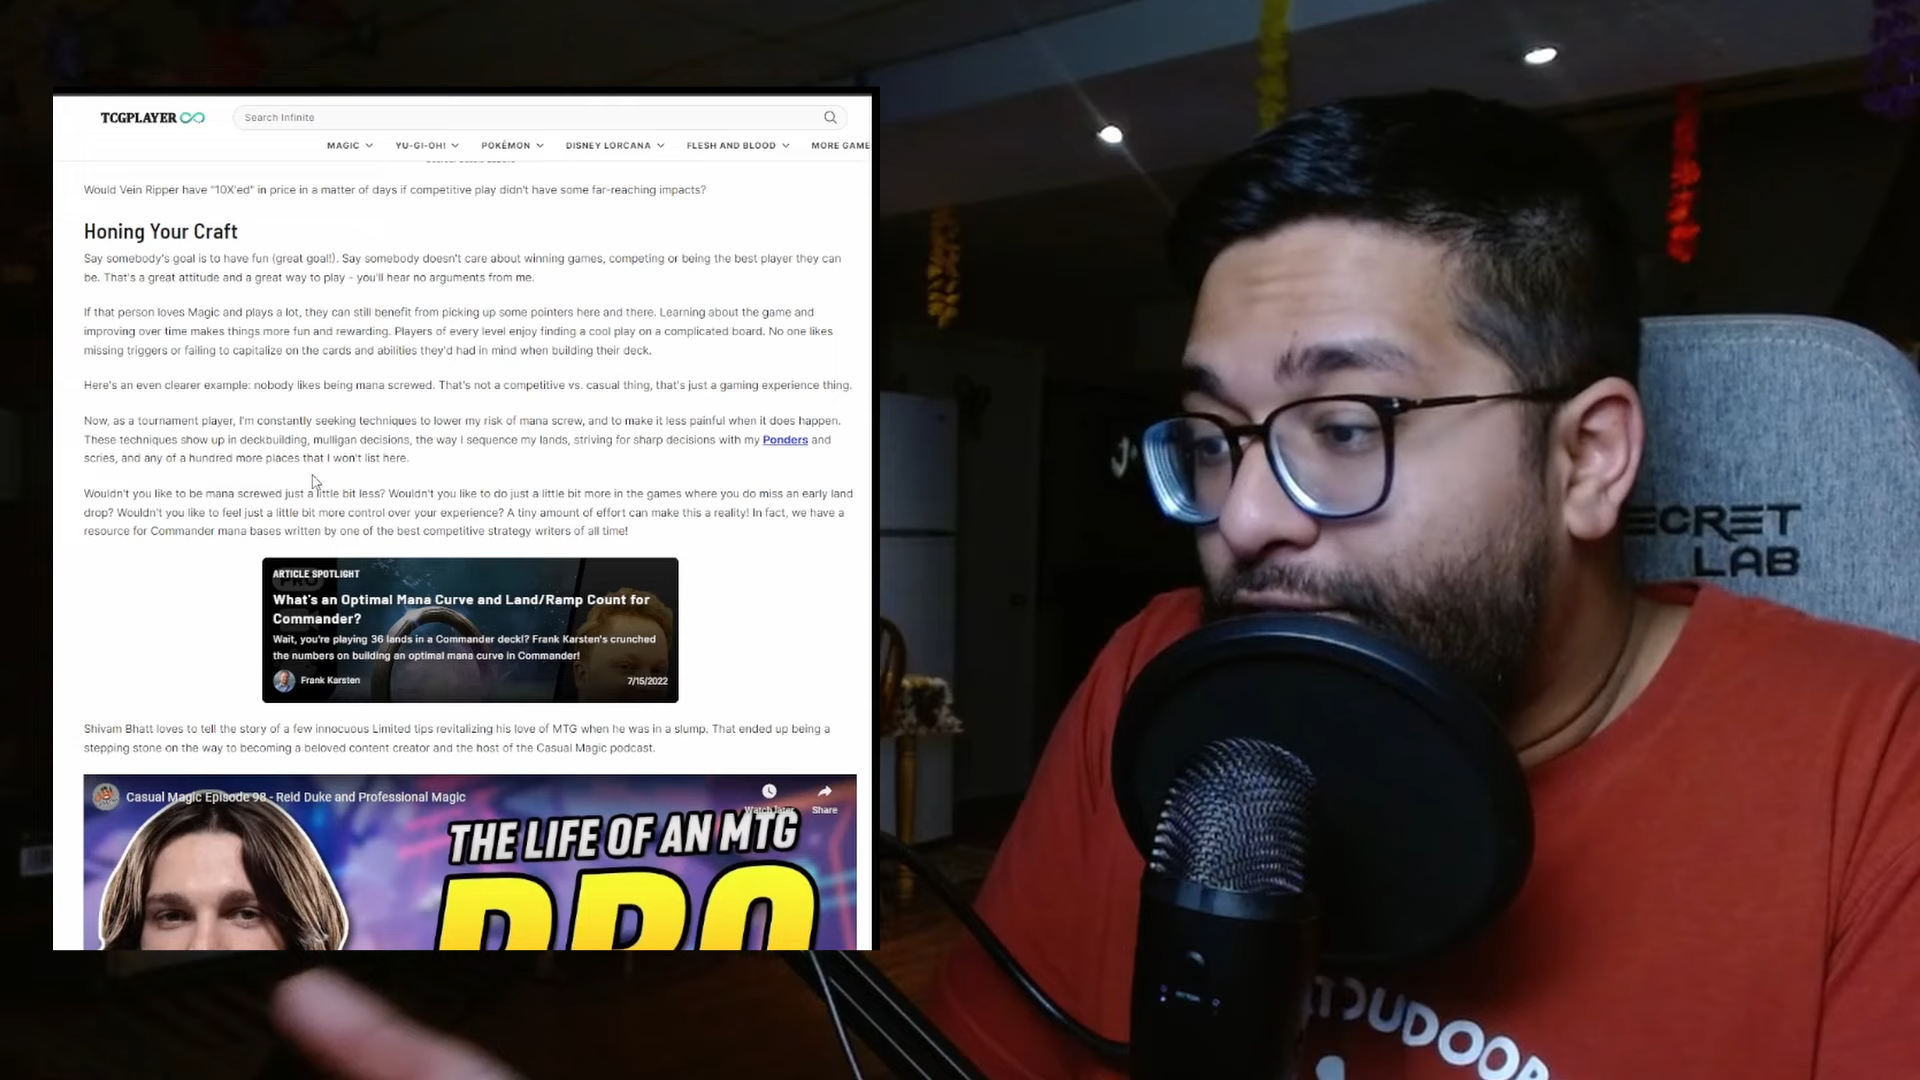 TCGPLAYER
Search Infinite
MAGIC YU-GI-OH! POKÉMON DISNEY LORCANA FLESH AND BLOOD MORE GAME
Would Vein Ripper have "10X'ed" in price in a matter of days if competitive play didn't have some far-reaching impacts?
Honing Your Craft
Say somebody's goal is to have fun (great goal!). Say somebody doesn't care about winning games, competing or being the best player they can
be. That's a great attitude and a great way to play - you'll hear no arguments from me.
If that person loves Magic and plays a lot, they can still benefit from picking up some pointers here and there. Learning about the game and
improving over time makes things more fun and rewarding. Players of every level enjoy finding a cool play on a complicated board. No one likes
missing triggers or failing to capitalize on the cards and abilities they'd had in mind when building their deck.
Here's an even clearer example: nobody likes being mana screwed. That's not a competitive vs. casual thing, that's just a gaming experience thing.
Now, as a tournament player, I'm constantly seeking techniques to lower my risk of mana screw, and to make it less painful when it does happen.
These techniques show up in deckbuilding, mulligan decisions, the way I sequence my lands, striving for sharp decisions with my Ponders and
scries, and any of a hundred more places that I won't list here.
Wouldn't you like to be mana screwed just a little bit less? Wouldn't you like to do just a little bit more in the games where you do miss an early land
drop? Wouldn't you like to feel just a little bit more control over your experience? A tiny amount of effort can make this a reality! In fact, we have a
resource for Commander mana bases written by one of the best competitive strategy writers of all time!
ARTICLE SPOTLIGHT
What's an Optimal Mana Curve and Land/Ramp Count for
Commander?
Wait, you're playing 36 lands in a Commander deck!? Frank Karsten's crunched
the numbers on building an optimal mana curve in Commander!
Frank Karsten 7/15/2022
Shivam Bhatt loves to tell the story of a few innocuous Limited tips revitalizing his love of MTG when he was in a slump. That ended up being a
stepping stone on the way to becoming a beloved content creator and the host of the Casual Magic podcast.
Casual Magic Episode 98 - Reid Duke and Professional Magic
Watch later Share
THE LIFE OF AN MTG
PRO
SECRET
LAB